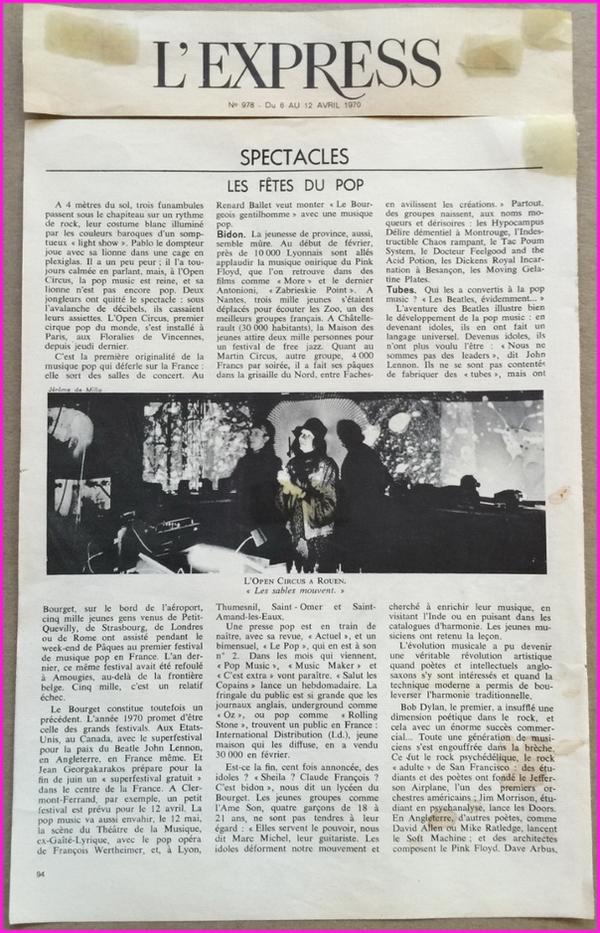 L'EXPRESS
Nº 978 - Du 6 AU 12 AVRIL 1970
SPECTACLES
LES FÊTES DU POP
A 4 mètres du sol, trois funambules
passent sous le chapiteau sur un rythme
de rock, leur costume blanc illuminé
par les couleurs baroques d'un somp-
tueux « light show ». Pablo le dompteur
joue avec sa lionne dans une cage en
plexiglas. Il a un peu peur ; il l'a tou-
jours calmée en parlant, mais, à l'Open
Circus, la pop music est reine, et sa
lionne n'est pas encore pop. Deux
jongleurs ont quitté le spectacle : sous
l'avalanche de décibels, ils cassaient
leurs assiettes. L'Open Circus, premier
cirque pop du monde, s'est installé à
Paris, aux Floralies de Vincennes,
depuis jeudi dernier.
C'est la première originalité de la
musique pop qui déferle sur la France :
elle sort des salles de concert. Au
Renard Ballet veut monter « Le Bour-
geois gentilhomme » avec une musique
pop.
Bidon. La jeunesse de province, aussi,
semble mûre. Au début de février,
près de 10 000 Lyonnais sont allés
applaudir la musique onirique du Pink
Floyd, que l'on retrouve dans des
films comme « More » et le dernier
Antonioni, « Zabrieskie Point ». A
Nantes, trois mille jeunes s'étaient
déplacés pour écouter les Zoo, un des
meilleurs groupes français. A Châtelle-
rault (30 000 habitants), la Maison des
jeunes attire deux mille personnes pour
un festival de free jazz. Quant au
Martin Circus, autre groupe, 4 000
Francs par soirée, il a fait ses pâques
dans la grisaille du Nord, entre Faches-
en avilissent les créations. » Partout,
des groupes naissent, aux noms mo-
queurs et dérisoires : les Hypocampus
Délire démentiel à Montrouge, l'Indes-
tructible Chaos rampant, le Tac Poum
System, le Docteur Feelgood and the
Acid Potion, les Dickens Royal Incar-
nation à Besançon, les Moving Gela-
tine Plates.
Tubes. Qui les a convertis à la pop
music ? « Les Beatles, évidemment... »
L'aventure des Beatles illustre bien
le développement de la pop music : en
devenant idoles, ils en ont fait un
langage universel. Devenus idoles, ils
n'ont plus voulu l'être : « Nous ne
sommes pas des leaders », dit John
Lennon. Ils ne se sont pas contentés
de fabriquer des « tubes », mais ont
Jérôme de Millo
L'OPEN CIRCUS A ROUEN.
« Les sables mouvent. »
Bourget, sur le bord de l'aéroport,
cinq mille jeunes gens venus de Petit-
Quevilly, de Strasbourg, de Londres
ou de Rome ont assisté pendant le
week-end de Pâques au premier festival
de musique pop en France. L'an der-
nier, ce même festival avait été refoulé
à Amougies, au-delà de la frontière
belge. Cinq mille, c'est un relatif
échec.
Le Bourget constitue toutefois un
précédent. L'année 1970 promet d'être
celle des grands festivals. Aux Etats-
Unis, au Canada, avec le superfestival
pour la paix du Beatle John Lennon,
en Angleterre, en France même. Et
Jean Georgakarakos prépare pour la
fin de juin un « superfestival gratuit »
dans le centre de la France. A Cler-
mont-Ferrand, par exemple, un petit
festival est prévu pour le 12 avril. La
pop music va aussi envahir, le 12 mai,
la scène du Théâtre de la Musique,
ex-Gaîté-Lyrique, avec le pop opéra
de François Wertheimer, et, à Lyon,
Thumesnil, Saint-Omer et Saint-
Amand-les-Eaux.
Une presse pop est en train de
naître, avec sa revue, « Actuel », et un
bimensuel, « Le Pop », qui en est à son
n° 2. Dans les mois qui viennent,
« Pop Music », « Music Maker » et
« C'est extra » vont paraître. « Salut les
Copains » lance un hebdomadaire. La
fringale du public est si grande que les
journaux anglais, underground comme
« Oz », ou pop comme « Rolling
Stone », trouvent un public en France :
International Distribution (I.d.), jeune
maison qui les diffuse, en a vendu
30 000 en février.
Est-ce la fin, cent fois annoncée, des
idoles ? « Sheila ? Claude François ?
C'est bidon », nous dit un lycéen du
Bourget. Les jeunes groupes comme
l'Ame Son, quatre garçons de 18 à
21 ans, ne sont pas tendres à leur
égard : « Elles servent le pouvoir, nous
dit Marc Michel, leur guitariste. Les
idoles déforment notre mouvement et
cherché à enrichir leur musique, en
visitant l'Inde ou en puisant dans les
catalogues d'harmonie. Les jeunes mu-
siciens ont retenu la leçon.
L'évolution musicale a pu devenir
une véritable révolution artistique
quand poètes et intellectuels anglo-
saxons s'y sont intéressés et quand la
technique moderne a permis de bou-
leverser l'harmonie traditionnelle.
Bob Dylan, le premier, a insufflé une
dimension poétique dans le rock, et
cela avec un énorme succès commer-
cial... Toute une génération de musi-
ciens s'est engouffrée dans la brèche.
Ce fut le rock psychédélique, le rock
« adulte » de San Francisco : des étu-
diants et des poètes ont fondé le Jeffer-
son Airplane, l'un des premiers or-
chestres américains ; Jim Morrison, étu-
diant en psychanalyse, lance les Doors.
En Angleterre, d'autres poètes, comme
David Allen ou Mike Ratledge, lancent
le Soft Machine ; et des architectes
composent le Pink Floyd. Dave Arbus,
94